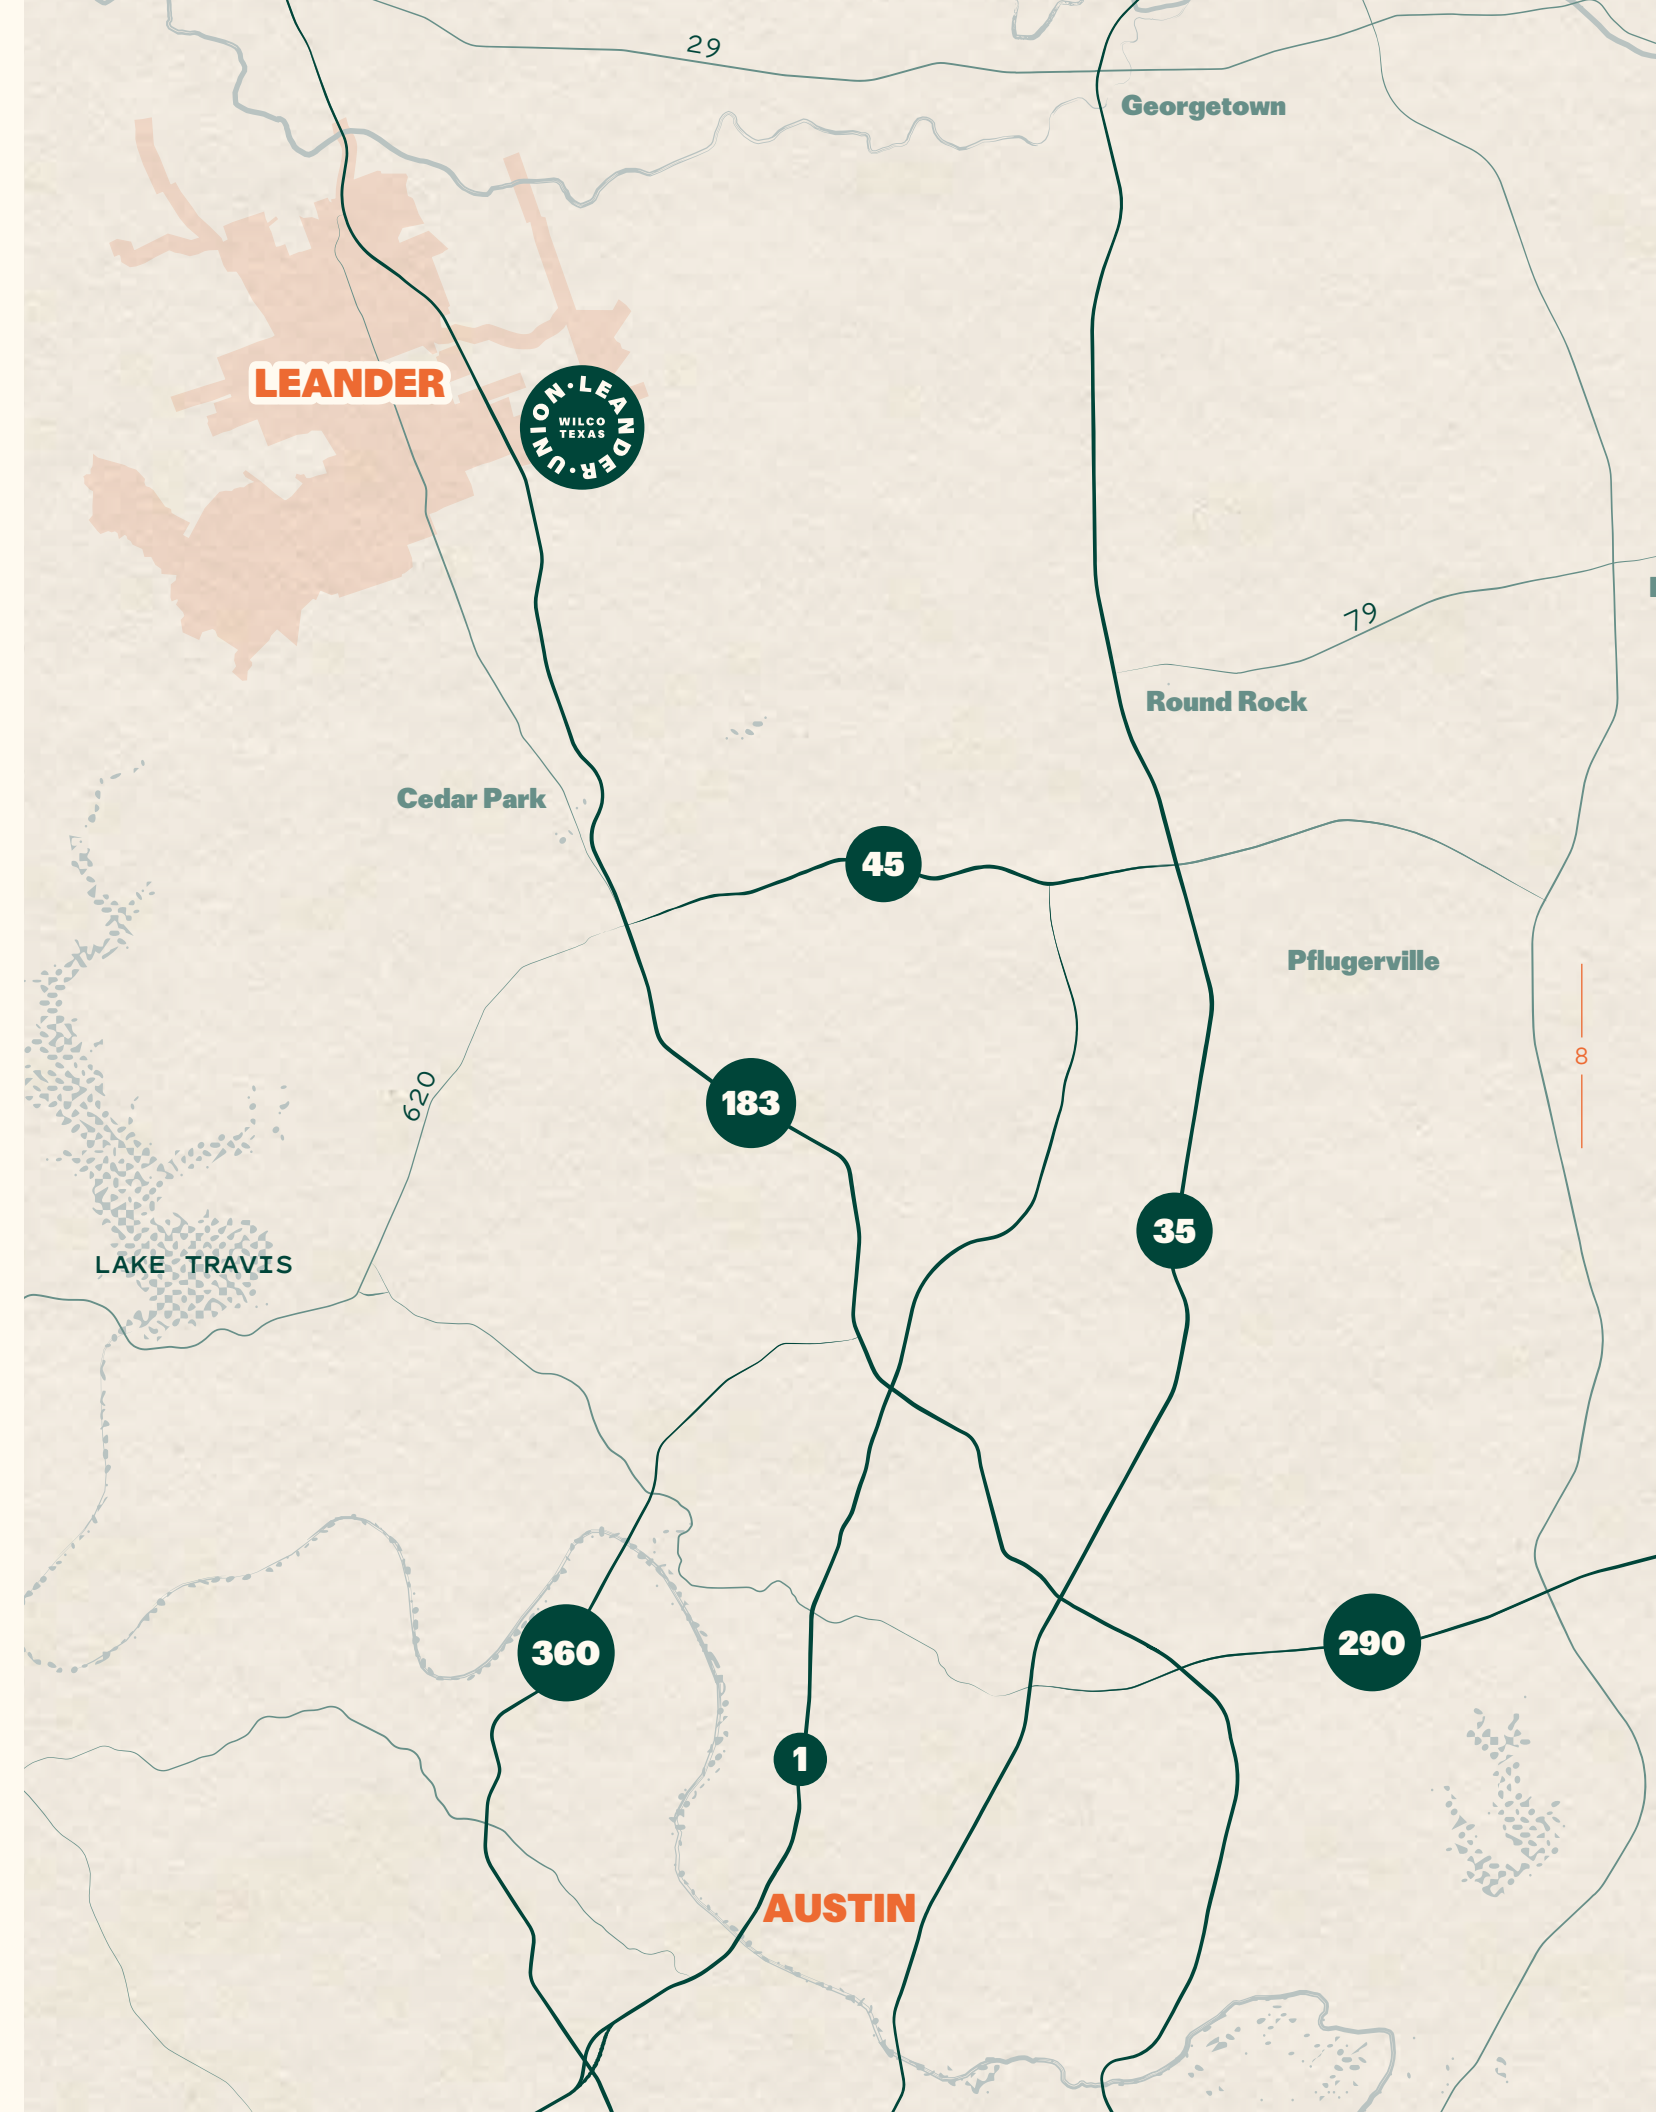 29
Georgetown
LEANDER
UNION · LEANDER ·
WILCO
TEXAS
79
Round Rock
Cedar Park
45
Pflugerville
8
620
183
35
LAKE TRAVIS
360
290
1
AUSTIN